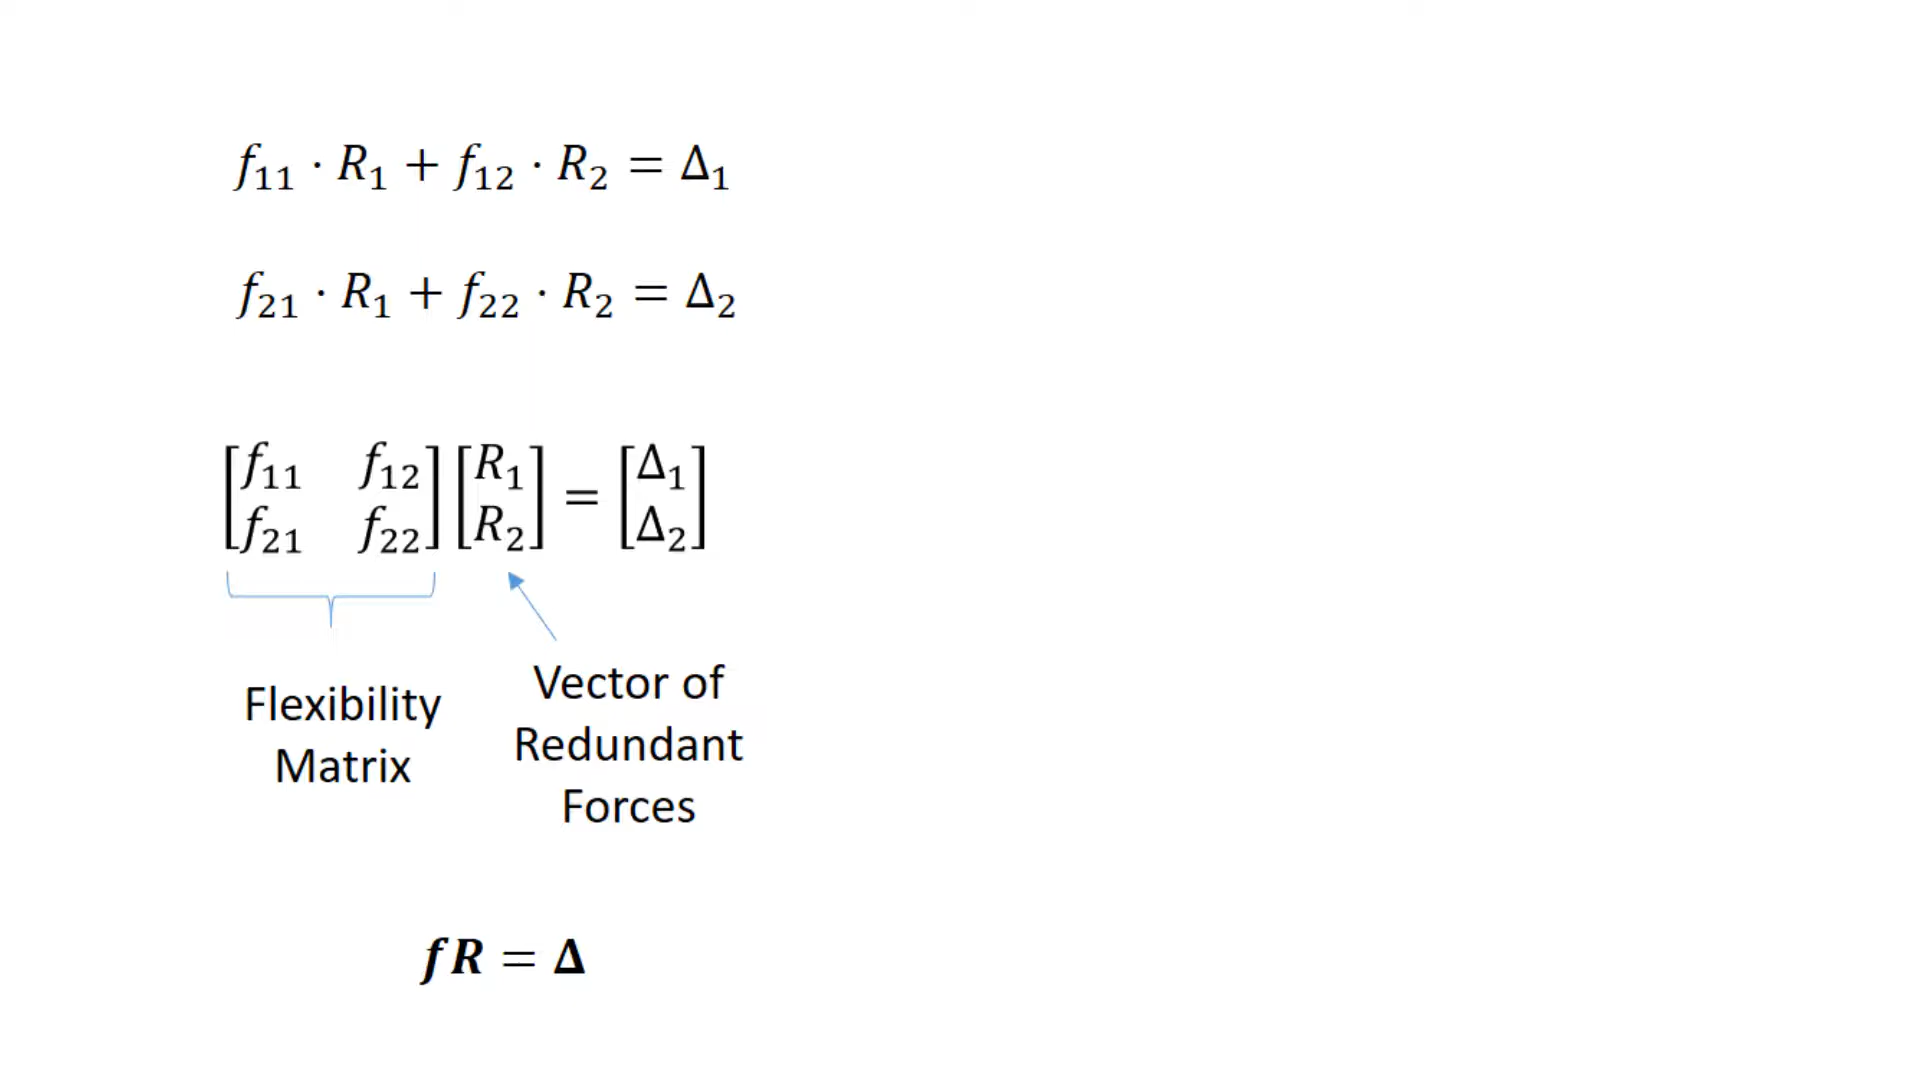 f₁₁ · R₁ + f₁₂ · R₂ = Δ₁
f₂₁ · R₁ + f₂₂ · R₂ = Δ₂
[f₁₁ f₁₂] [R₁] = [Δ₁]
[f₂₁ f₂₂] [R₂] [Δ₂]
Flexibility
Matrix
Vector of
Redundant
Forces
fR = Δ